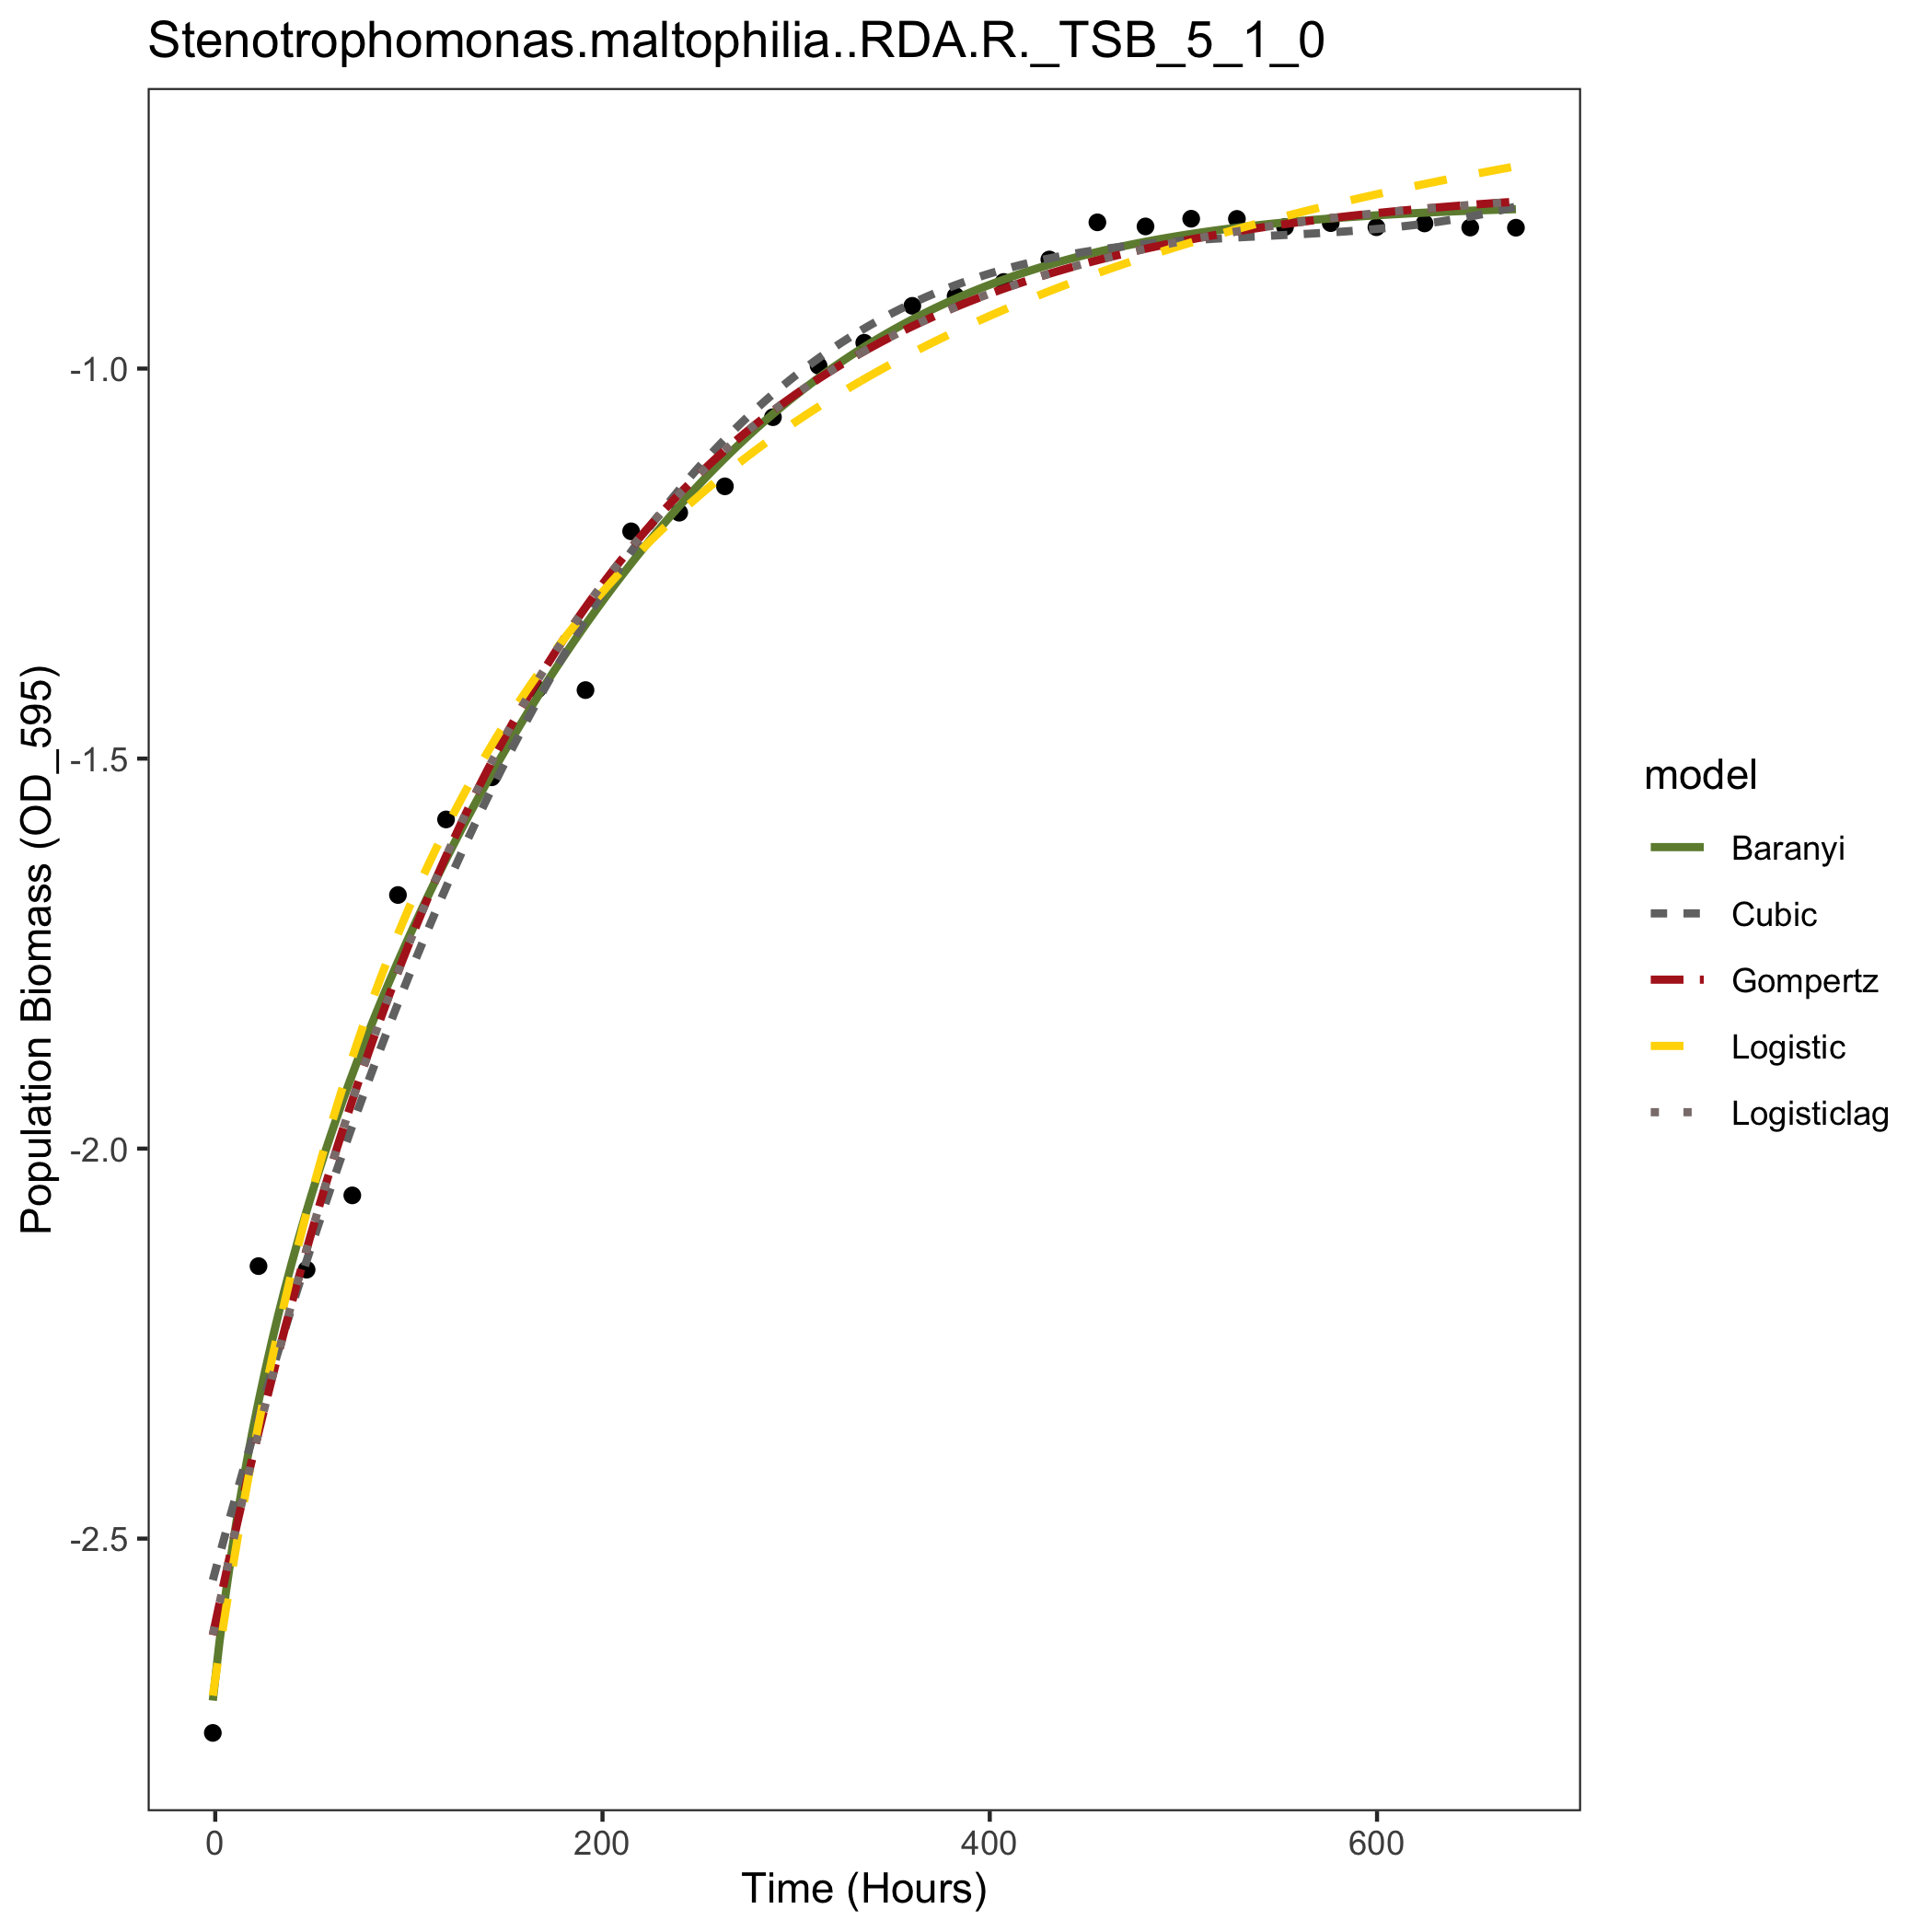 Stenotrophomonas.maltophilia..RDA.R._TSB_5_1_0
Population Biomass (OD_595)
-1.0
-1.5
-2.0
-2.5
0
200
400
600
Time (Hours)
model
Baranyi
Cubic
Gompertz
Logistic
Logisticlag